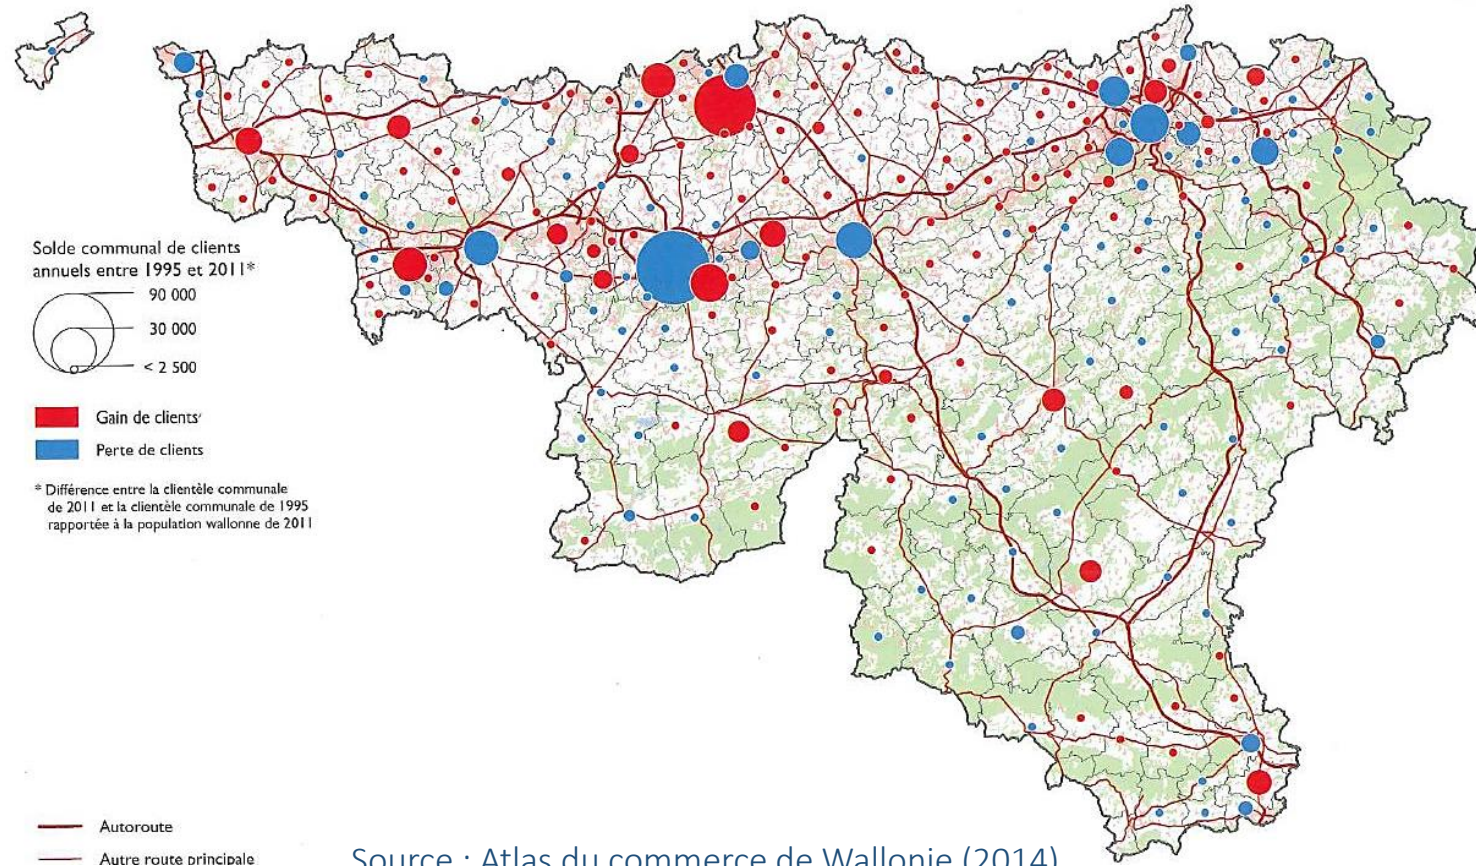 Solde communal de clients
annuels entre 1995 et 2011*
90 000
30 000
< 2 500
Gain de clients
Perte de clients
* Différence entre la clientèle communale
de 2011 et la clientèle communale de 1995
rapportée à la population wallonne de 2011
Autoroute
Autre route principale
Source : Atlas du commerce de Wallonie (2014)